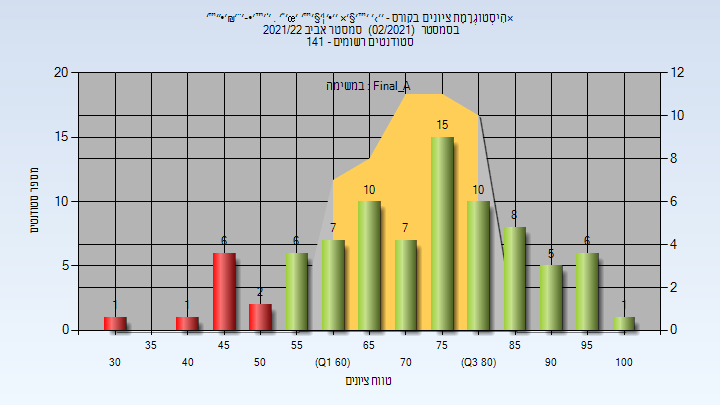 היסטוגרמת ציונים בקורס -
בסמסטר (02/2021) סמסטר אביב 2021/22
סטודנטים רשומים - 141
במשימה : Final_A
20 12
15 10
10 8
5 6
0 4
2
0
1 1 6 2 6 7 10 7 15 10 8 5 6 1
מספר סטודנטים
35 45 55 65 75 85 95
30 40 50 (Q1 60) 70 (Q3 80) 90 100
טווח ציונים